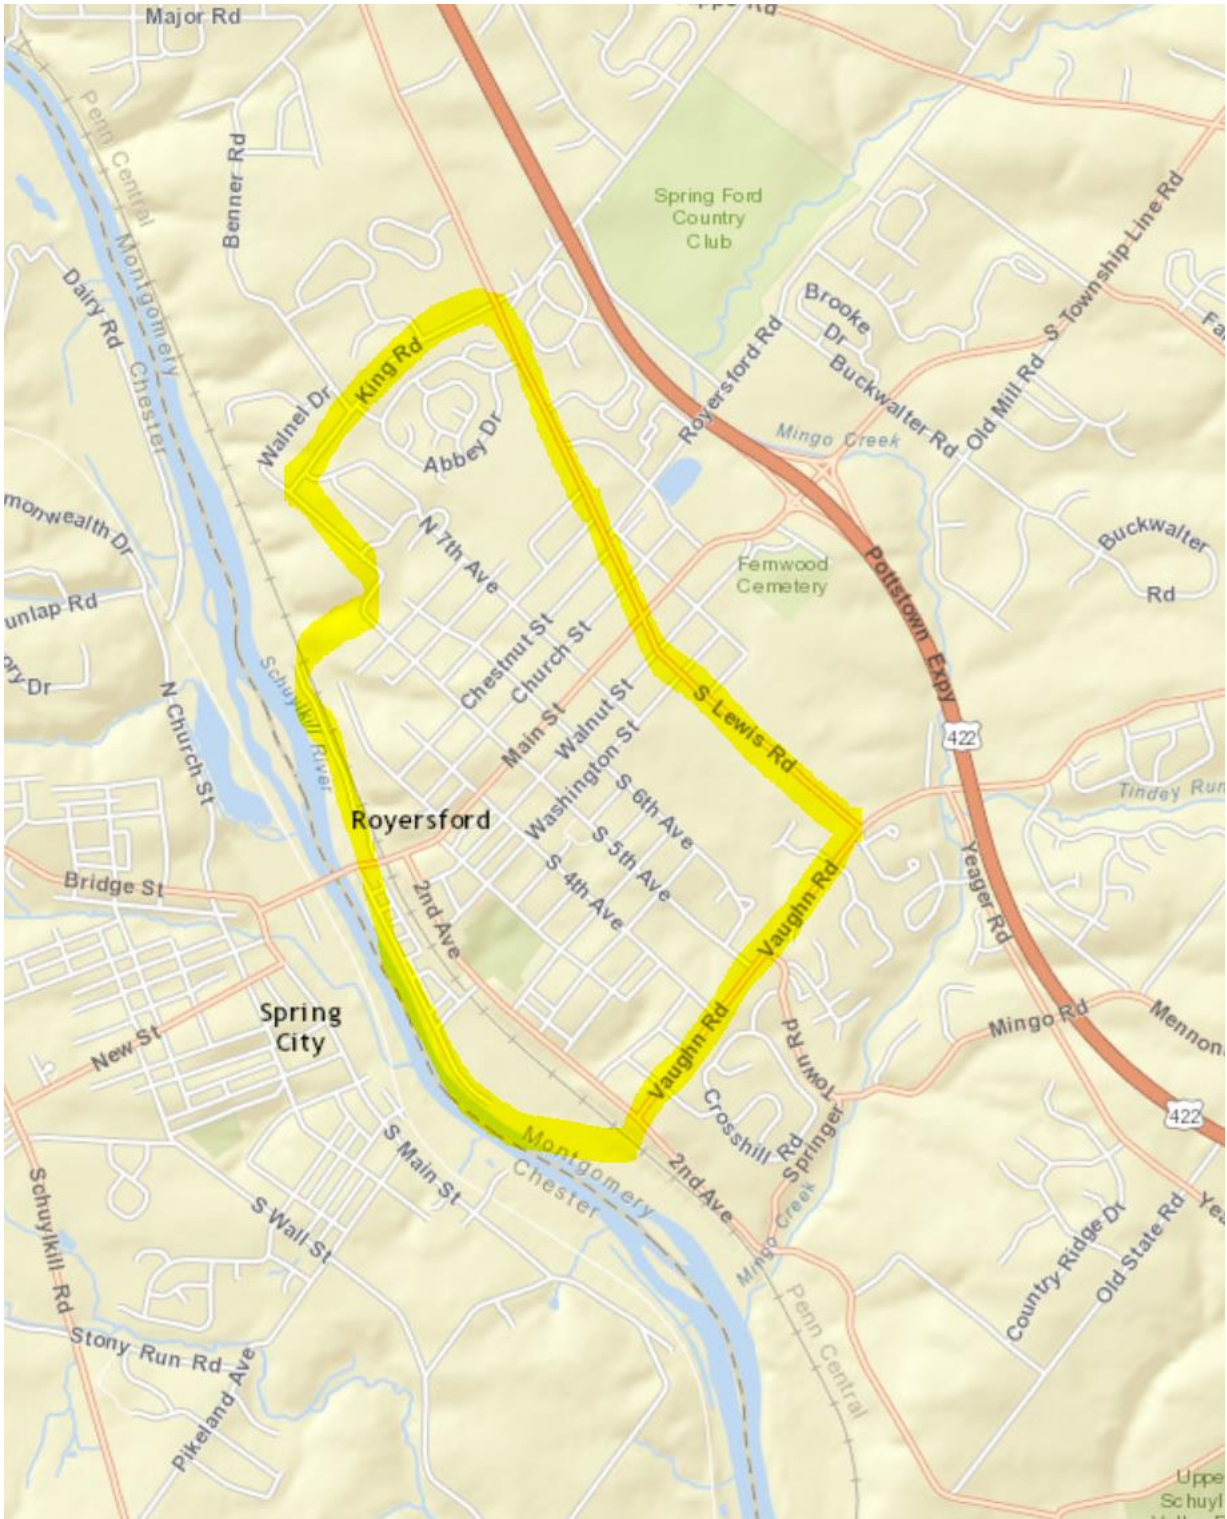 Major Rd
Penn Central
Benner Rd
Spring Ford
Country
Club
S Township Line Rd
Montgomery
Chester
Dairy Rd
Brooke
Dr
King Rd
Royersford Rd
Buckwalter Rd
Old Mill Rd
Walnel Dr
Abbey Dr
Mingo Creek
N 7th Ave
Buckwalter
Rd
Fernwood
Cemetery
Pottstown Expy
Chestnut St
Church St
Schuylkill River
N Church St
Main St
Walnut St
Washington St
S Lewis Rd
422
Tindey Run
S 6th Ave
S 5th Ave
S 4th Ave
Royersford
Bridge St
2nd Ave
Vaughn Rd
Yeager Rd
Spring
City
New St
Vaughn Rd
Town Rd
Mingo Rd
Crosshill Rd
Springer
422
Montgomery
Chester
S Main St
2nd Ave
Mingo Creek
Schuylkill Rd
S Wall St
Country Ridge Dr
Old State Rd
Stony Run Rd
Pikeland Ave
Penn Central